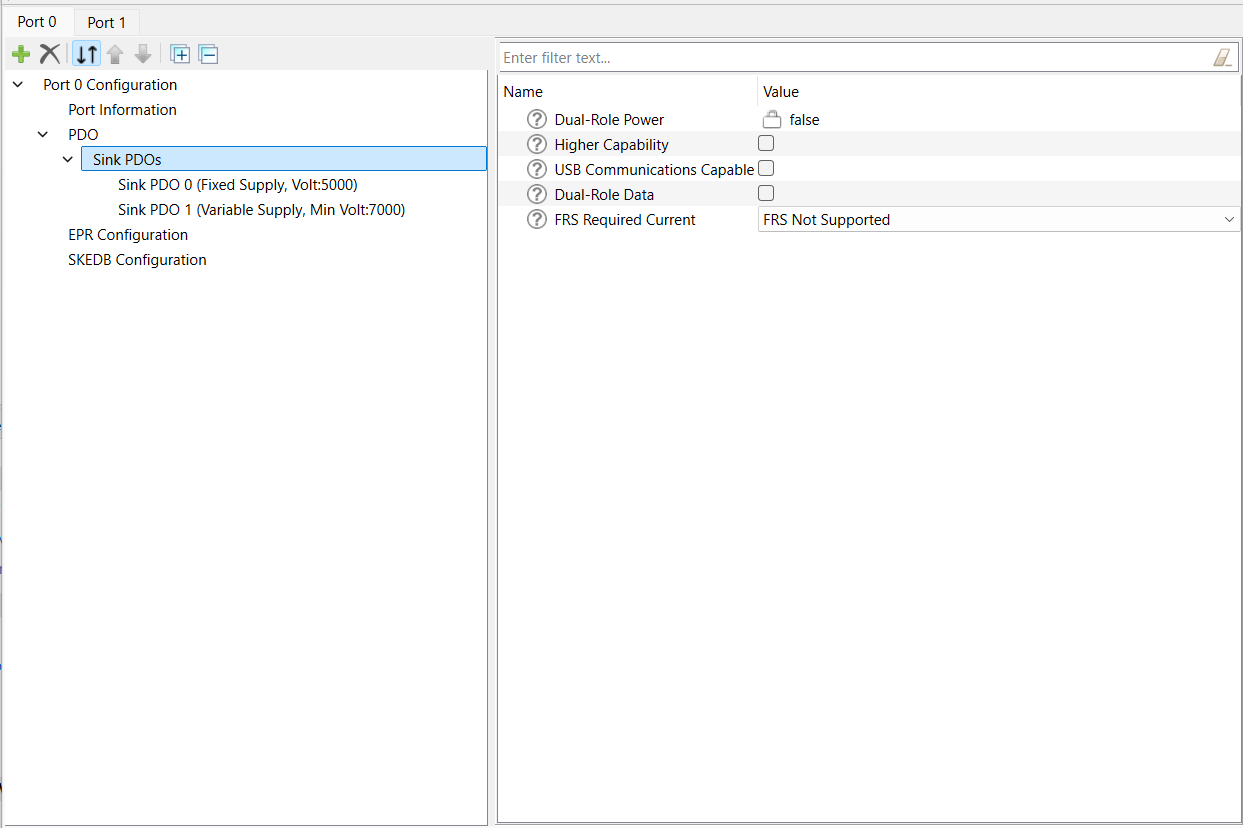 Port 0 Port 1
Port 0 Configuration
Port Information
PDO
Sink PDOs
Sink PDO 0 (Fixed Supply, Volt:5000)
Sink PDO 1 (Variable Supply, Min Volt:7000)
EPR Configuration
SKEDB Configuration
Enter filter text...
Name Value
Dual-Role Power false
Higher Capability
USB Communications Capable
Dual-Role Data
FRS Required Current FRS Not Supported